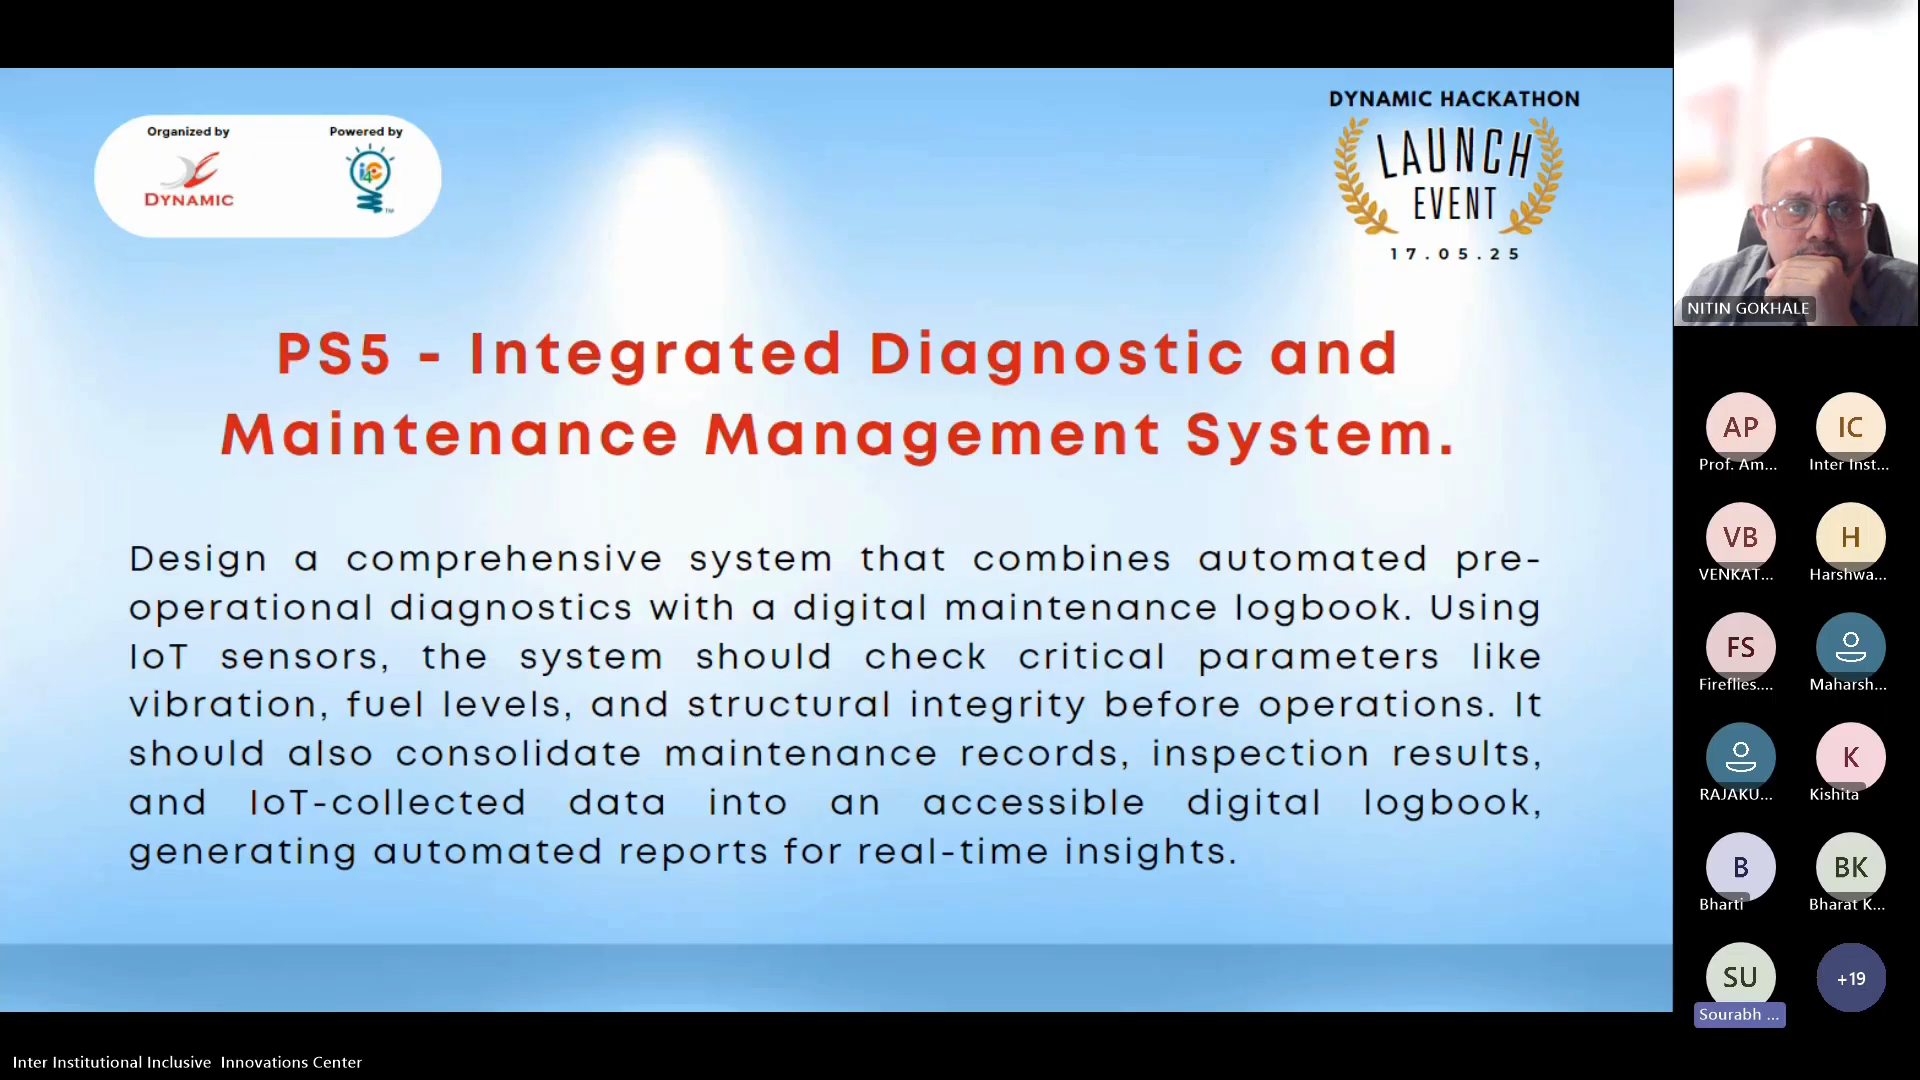 Organized by
Powered by
DYNAMIC
i4C
TM
DYNAMIC HACKATHON
LAUNCH
EVENT
17.05.25
PS5 - Integrated Diagnostic and
Maintenance Management System.
Design a comprehensive system that combines automated pre-
operational diagnostics with a digital maintenance logbook. Using
IoT sensors, the system should check critical parameters like
vibration, fuel levels, and structural integrity before operations. It
should also consolidate maintenance records, inspection results,
and IoT-collected data into an accessible digital logbook,
generating automated reports for real-time insights.
NITIN GOKHALE
AP
IC
Prof. Am...
Inter Inst...
VB
H
VENKAT...
Harshwa...
FS
Fireflies....
Maharsh...
K
RAJAKU...
Kishita
B
BK
Bharti
Bharat K...
SU
+19
Sourabh ...
Inter Institutional Inclusive Innovations Center